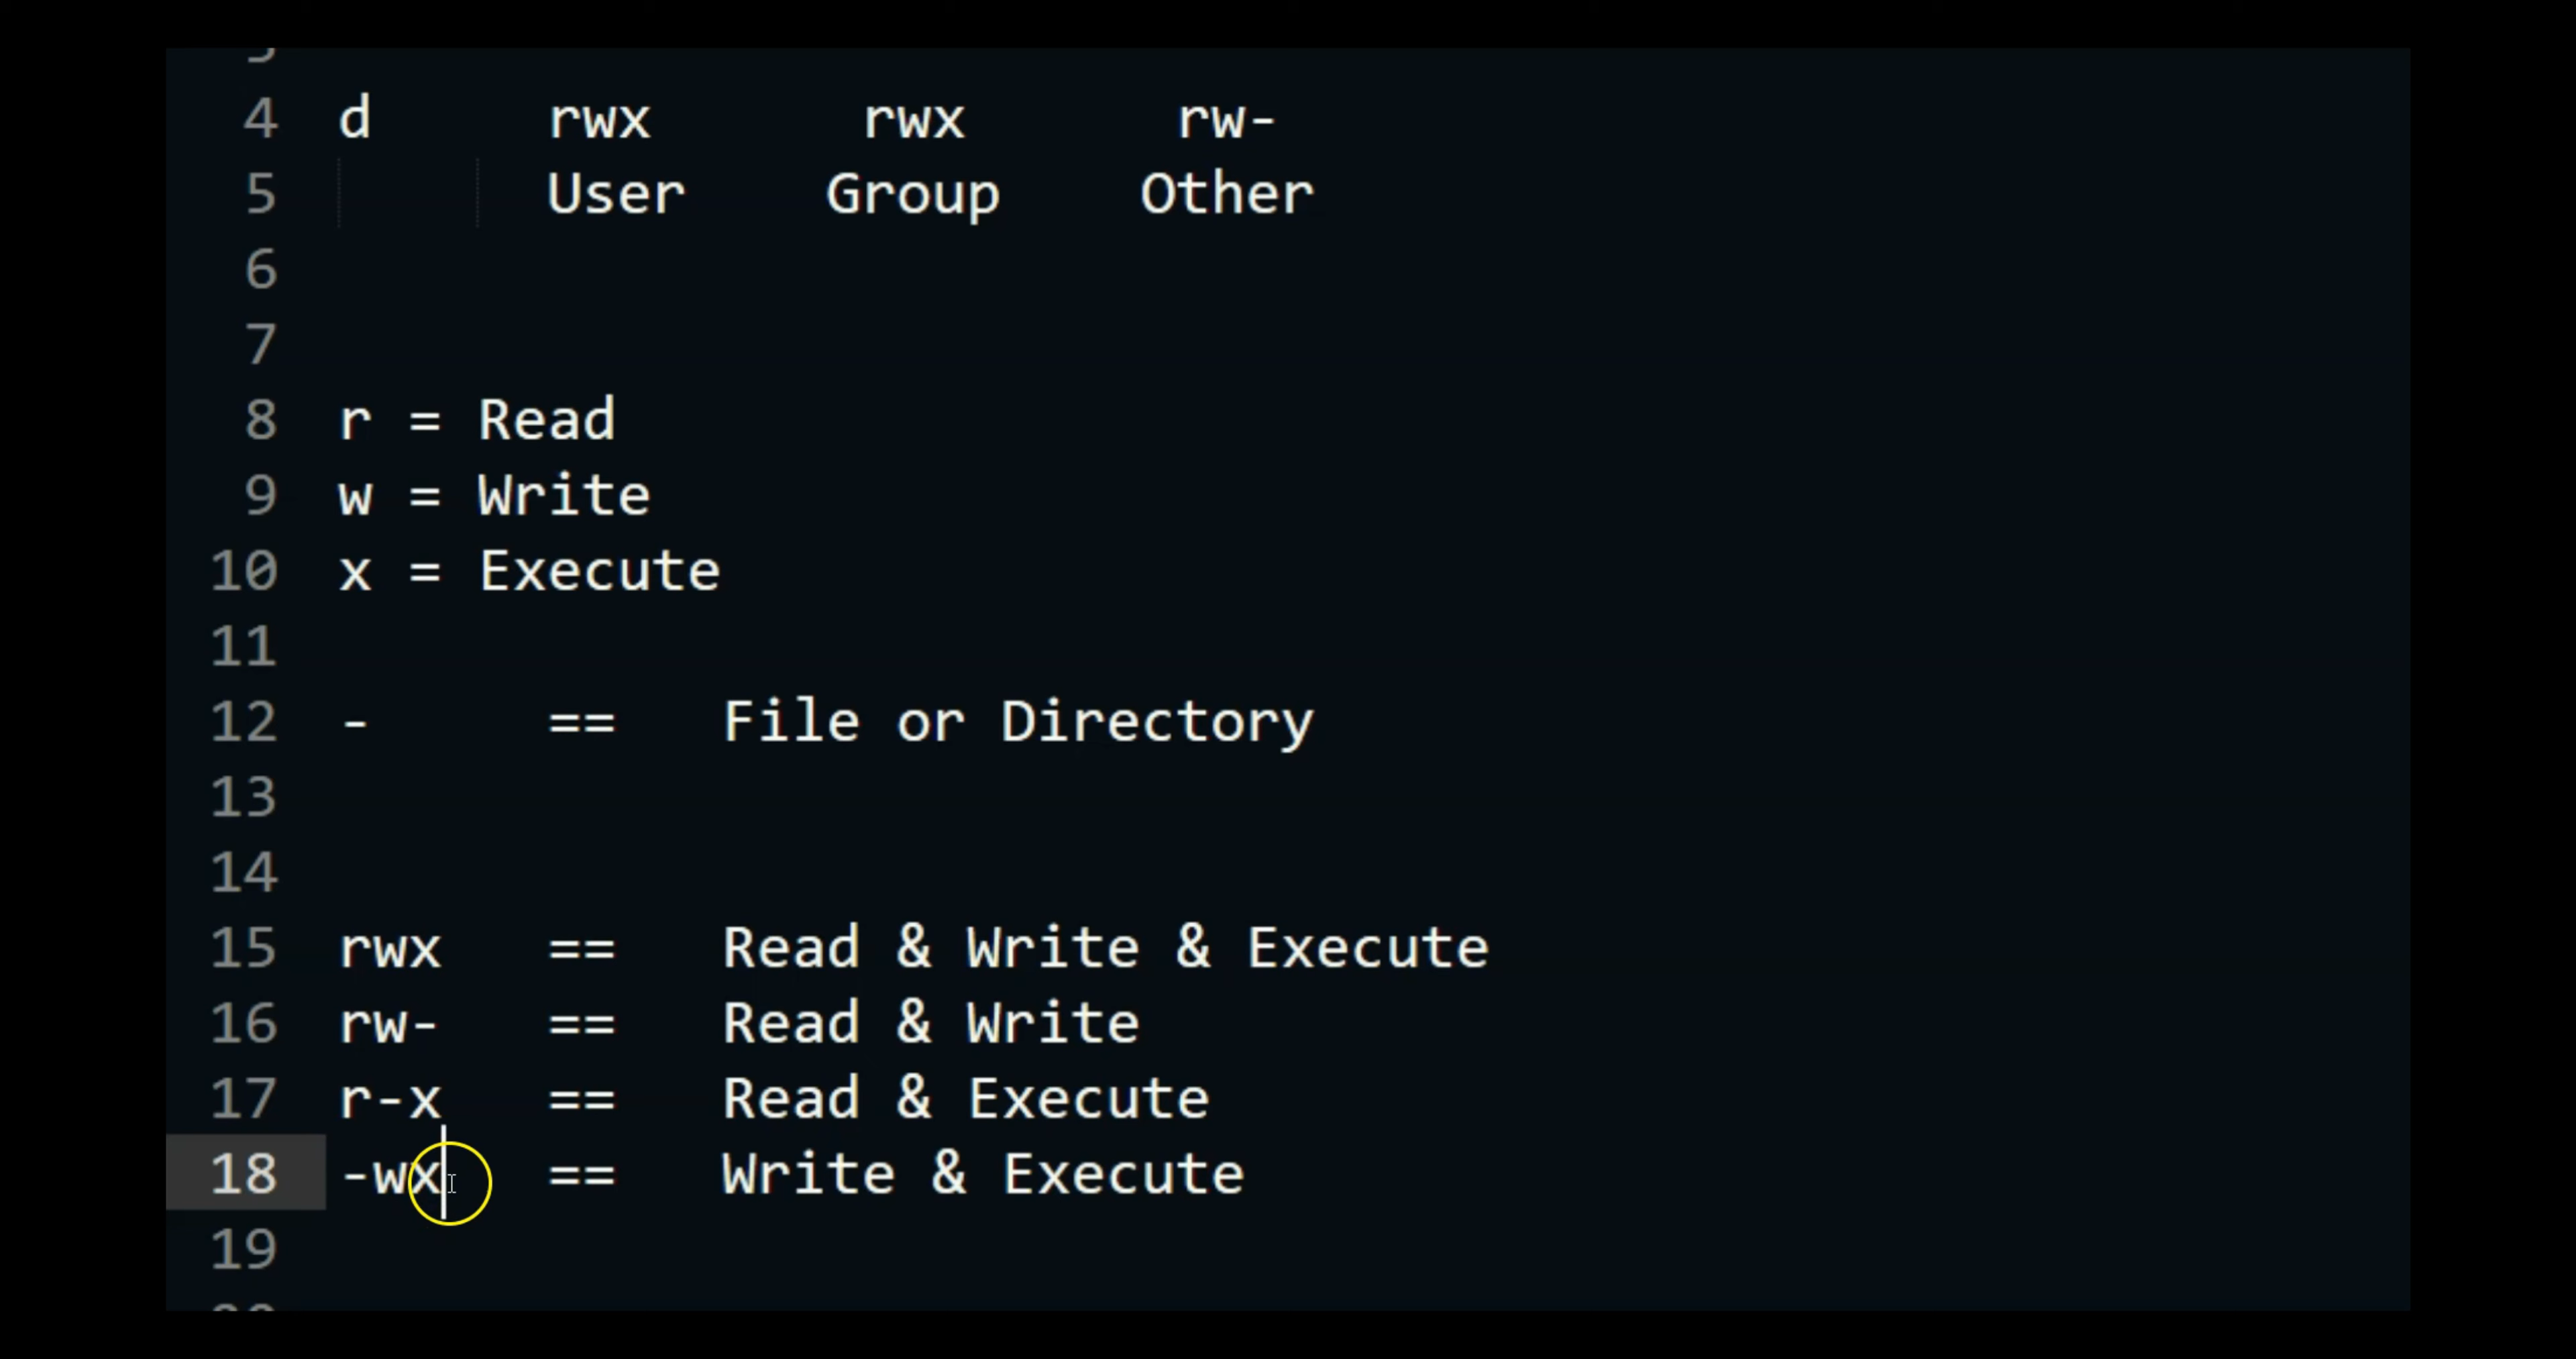 4 d rwx rwx rw-
5 User Group Other
6
7
8 r = Read
9 w = Write
10 x = Execute
11
12 - == File or Directory
13
14
15 rwx == Read & Write & Execute
16 rw- == Read & Write
17 r-x == Read & Execute
18 -wx == Write & Execute
19